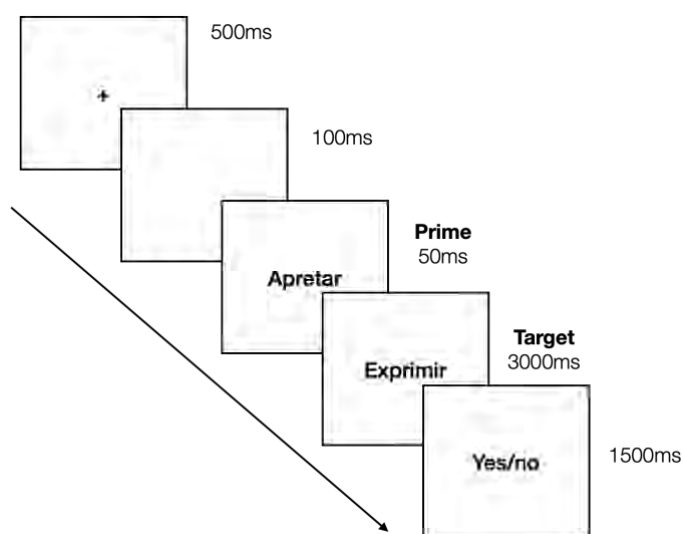 500ms
+
100ms
Prime
50ms
Apretar
Target
3000ms
Exprimir
Yes/no
1500ms